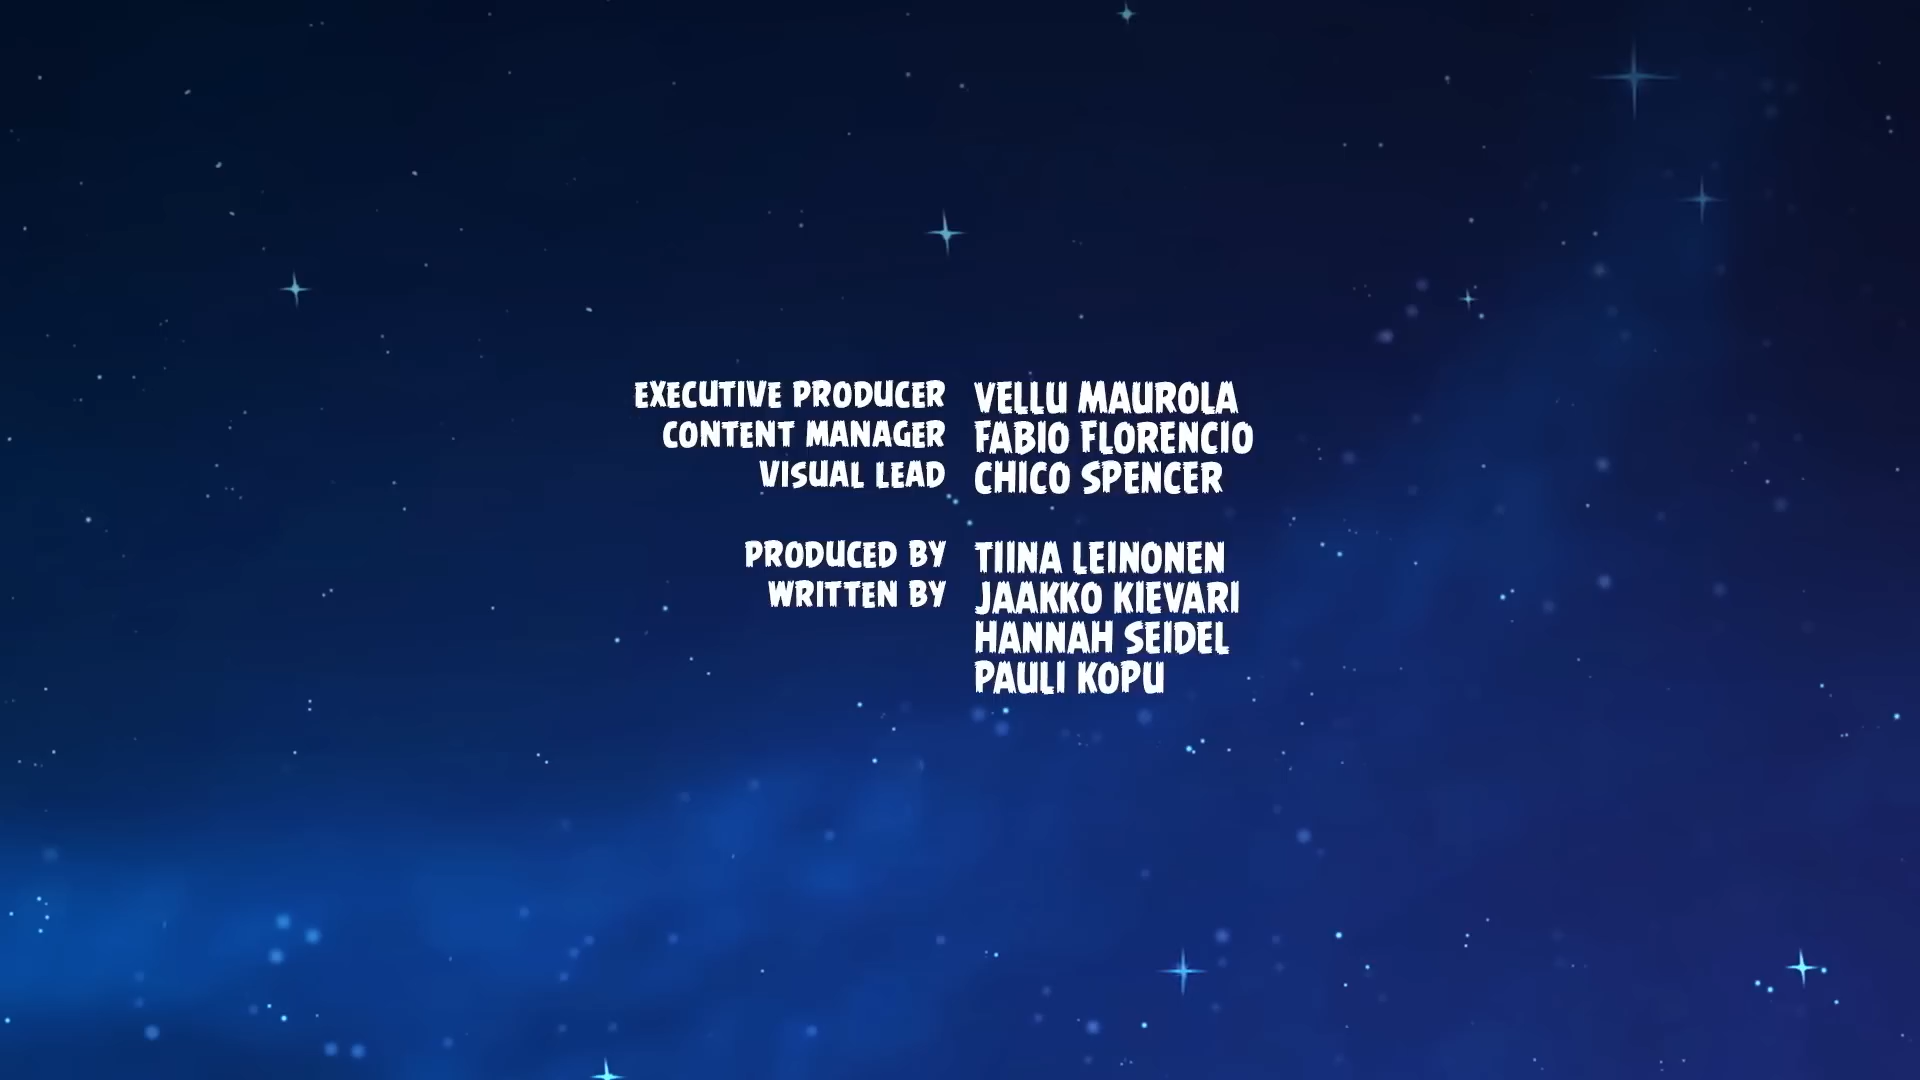 EXECUTIVE PRODUCER VELLU MAUROLA
CONTENT MANAGER FABIO FLORENCIO
VISUAL LEAD CHICO SPENCER
PRODUCED BY TIINA LEINONEN
WRITTEN BY JAAKKO KIEVARI
HANNAH SEIDEL
PAULI KOPU